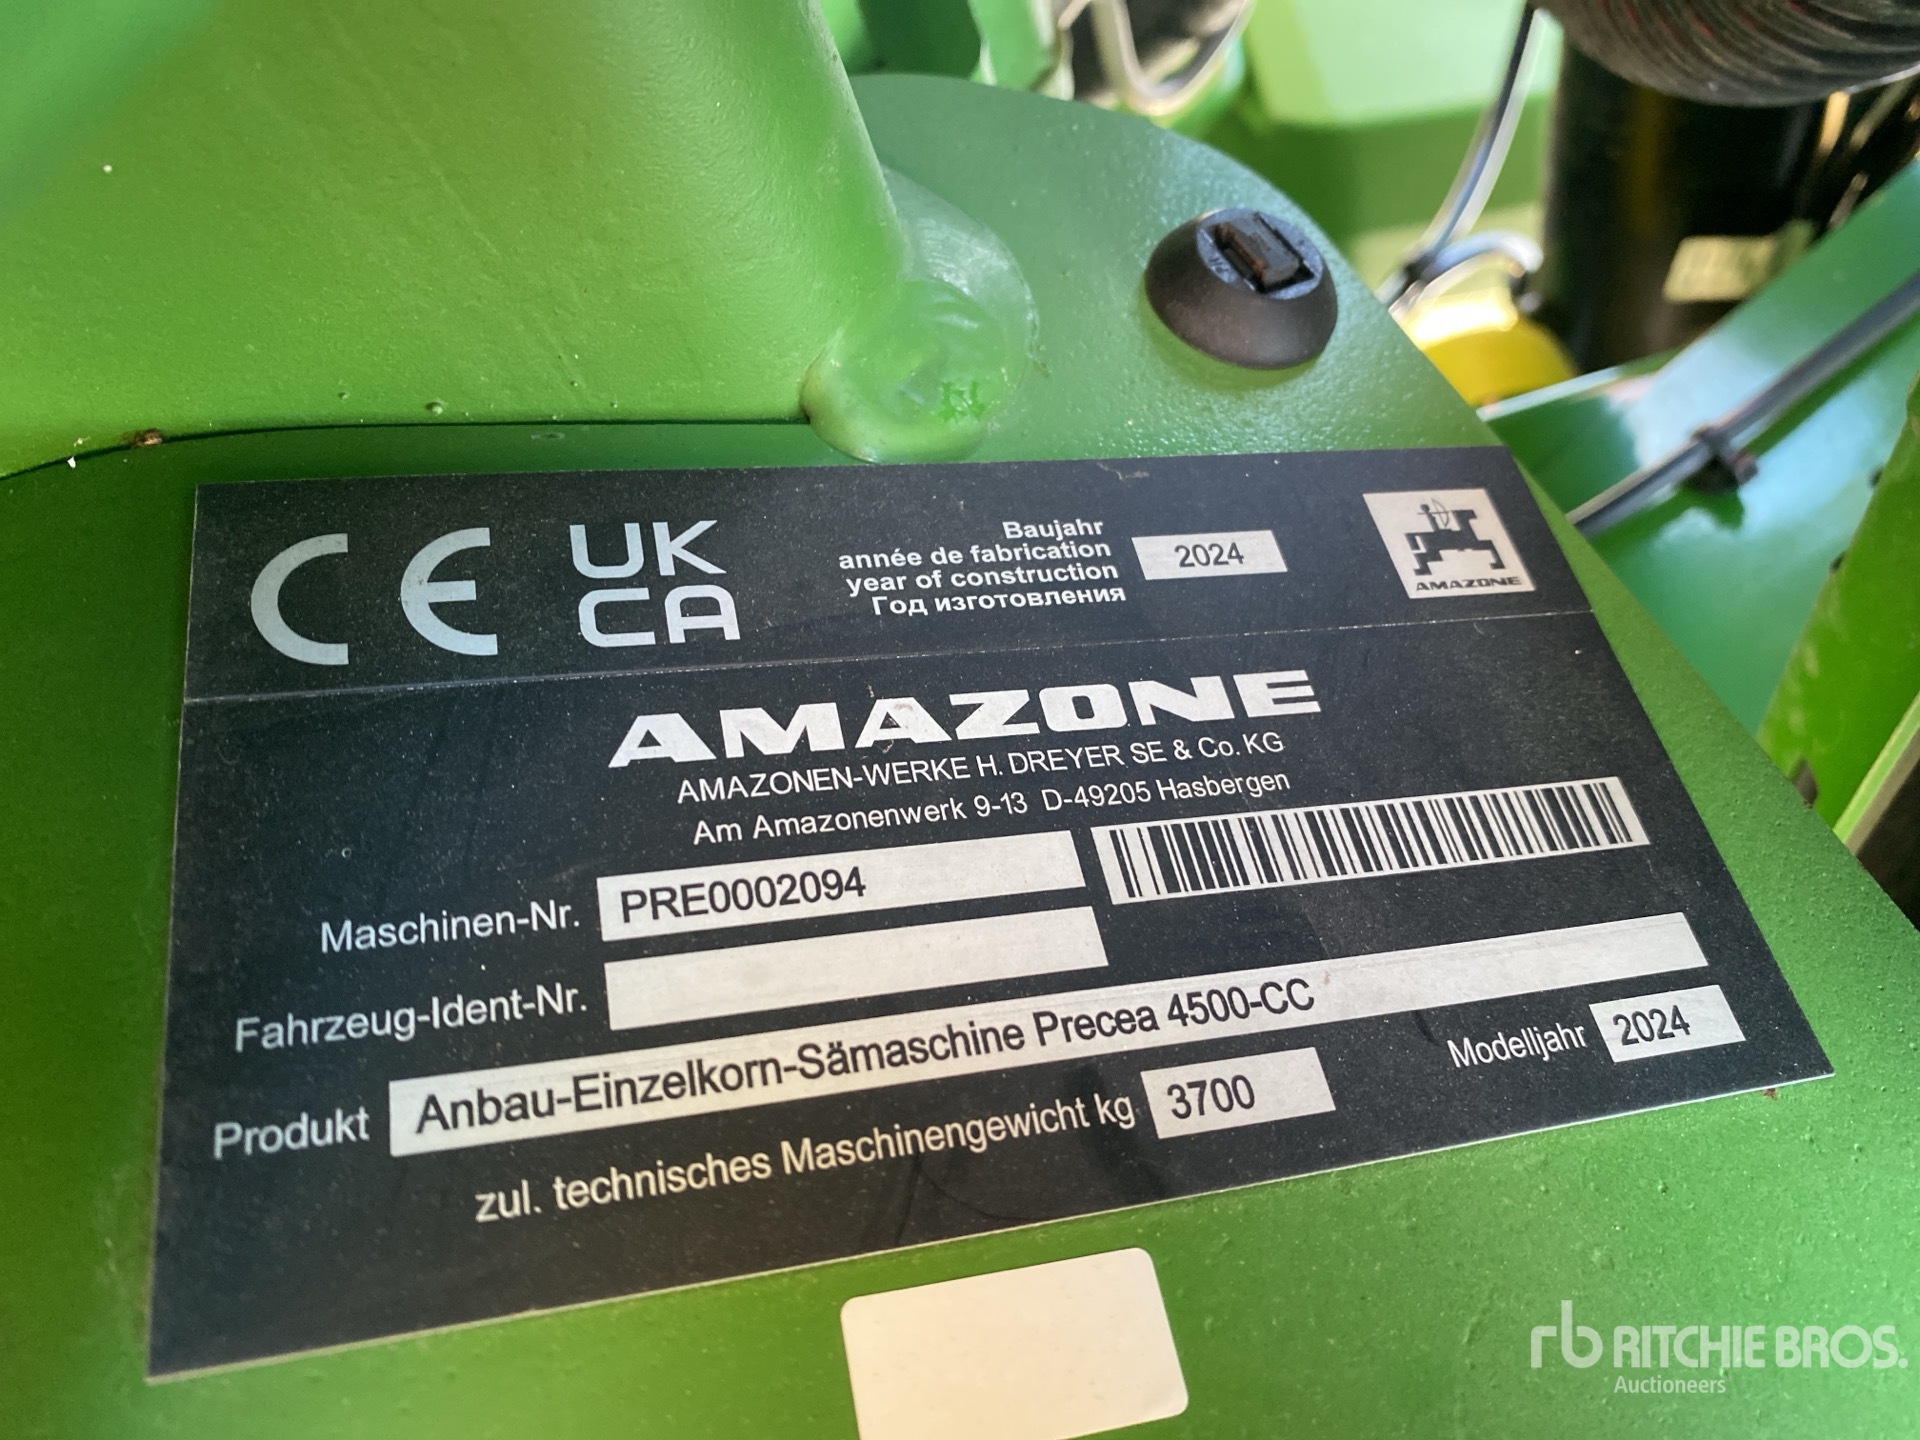 CE
UK
CA
Baujahr
année de fabrication
year of construction
Год изготовления
2024
AMAZONE
AMAZONE
AMAZONEN-WERKE H. DREYER SE & Co. KG
Am Amazonenwerk 9-13 D-49205 Hasbergen
Maschinen-Nr. PRE0002094
Fahrzeug-Ident-Nr.
Produkt Anbau-Einzelkorn-Sämaschine Precea 4500-CC
zul. technisches Maschinengewicht kg 3700 Modelljahr 2024
rb RITCHIE BROS.
Auctioneers